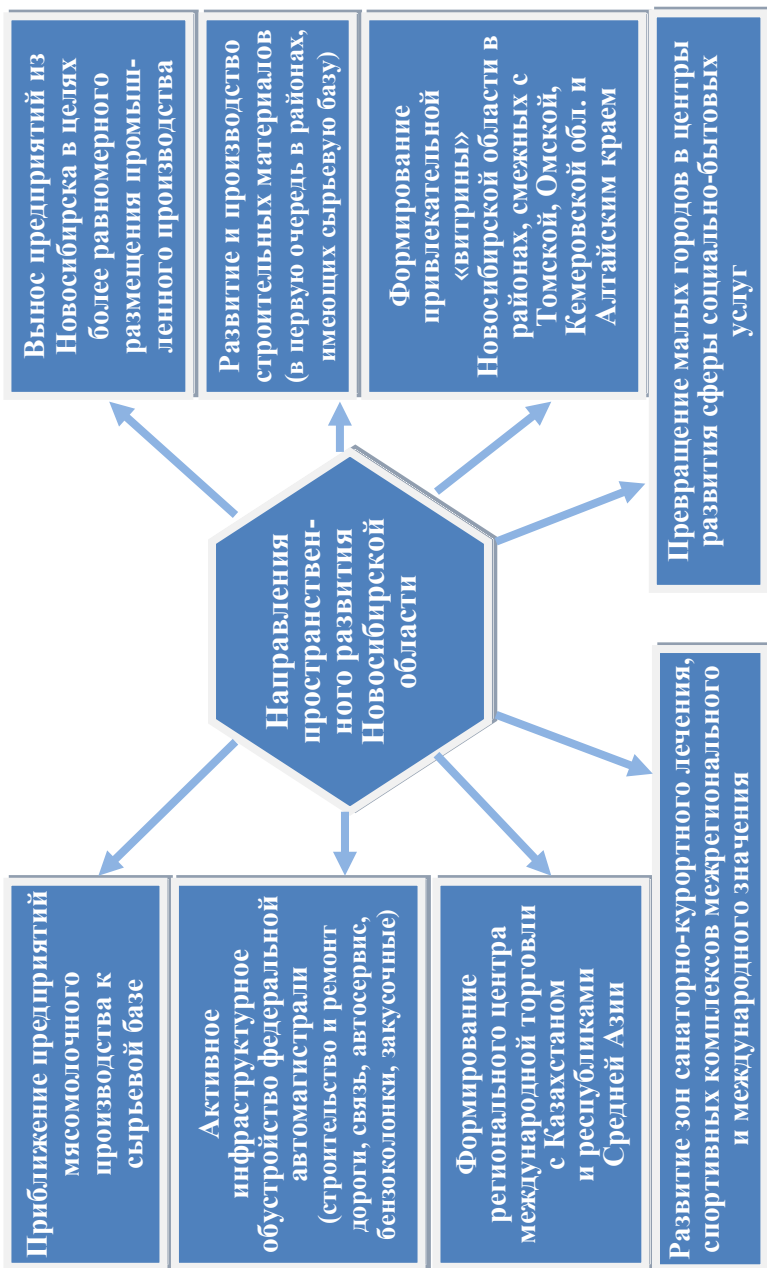 Направления
пространствен-
ного развития
Новосибирской
области
Приближение предприятий
мясомолочного
производства к
сырьевой базе
Активное
инфраструктурное
обустройство федеральной
автомагистрали
(строительство и ремонт
дороги, связь, автосервис,
бензоколонки, закусочные)
Формирование
регионального центра
международной торговли
с Казахстаном
и республиками
Средней Азии
Развитие зон санаторно-курортного лечения,
спортивных комплексов межрегионального
и международного значения
Вынос предприятий из
Новосибирска в целях
более равномерного
размещения промыш-
ленного производства
Развитие и производство
строительных материалов
(в первую очередь в районах,
имеющих сырьевую базу)
Формирование
привлекательной
«витрины»
Новосибирской области в
районах, смежных с
Томской, Омской,
Кемеровской обл. и
Алтайским краем
Превращение малых городов в центры
развития сферы социально-бытовых
услуг